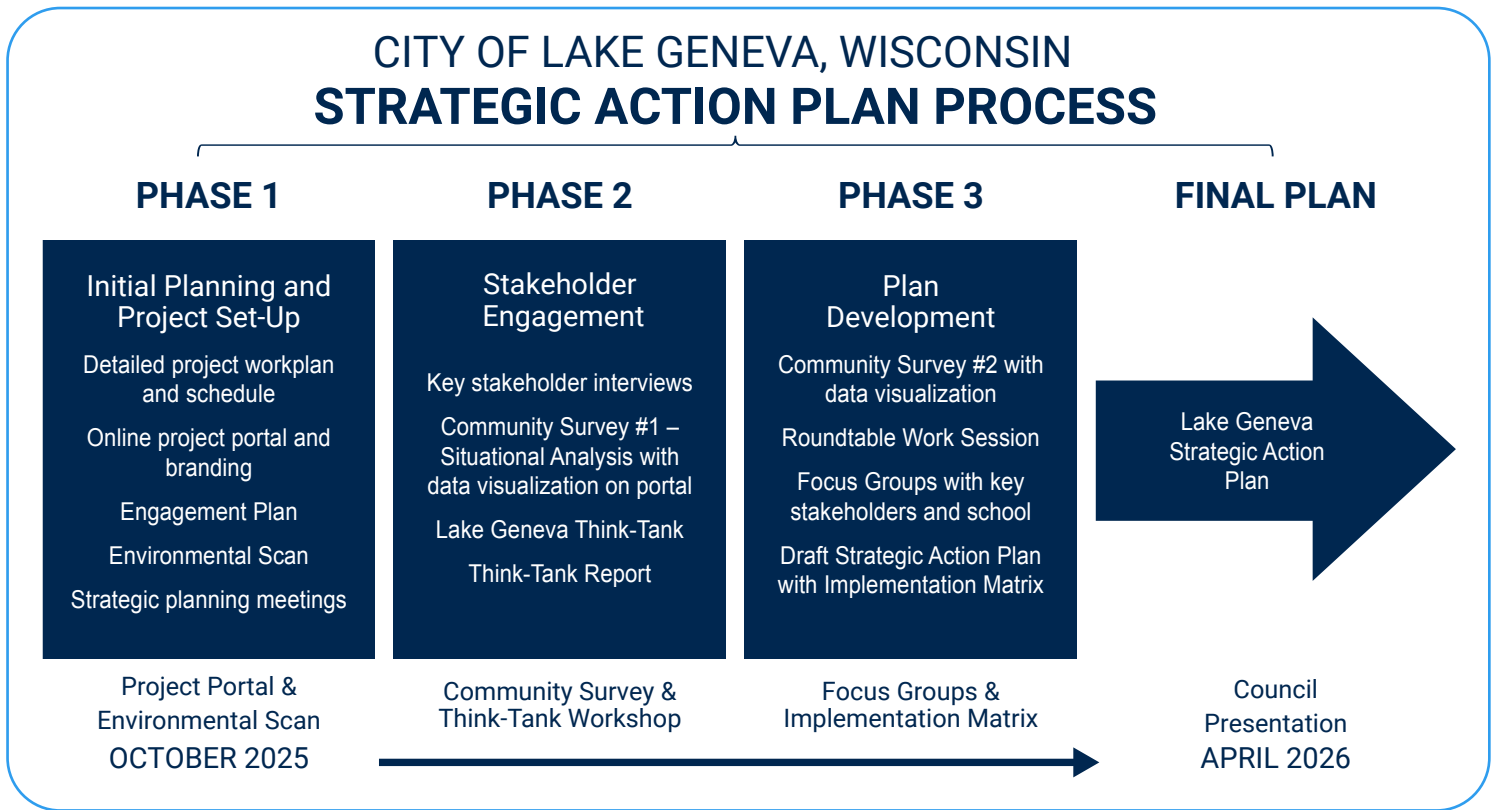 CITY OF LAKE GENEVA, WISCONSIN
STRATEGIC ACTION PLAN PROCESS
PHASE 1
Initial Planning and
Project Set-Up
Detailed project workplan
and schedule
Online project portal and
branding
Engagement Plan
Environmental Scan
Strategic planning meetings
Project Portal &
Environmental Scan
OCTOBER 2025
PHASE 2
Stakeholder
Engagement
Key stakeholder interviews
Community Survey #1 –
Situational Analysis with
data visualization on portal
Lake Geneva Think-Tank
Think-Tank Report
Community Survey &
Think-Tank Workshop
PHASE 3
Plan
Development
Community Survey #2 with
data visualization
Roundtable Work Session
Focus Groups with key
stakeholders and school
Draft Strategic Action Plan
with Implementation Matrix
Focus Groups &
Implementation Matrix
FINAL PLAN
Lake Geneva
Strategic Action
Plan
Council
Presentation
APRIL 2026